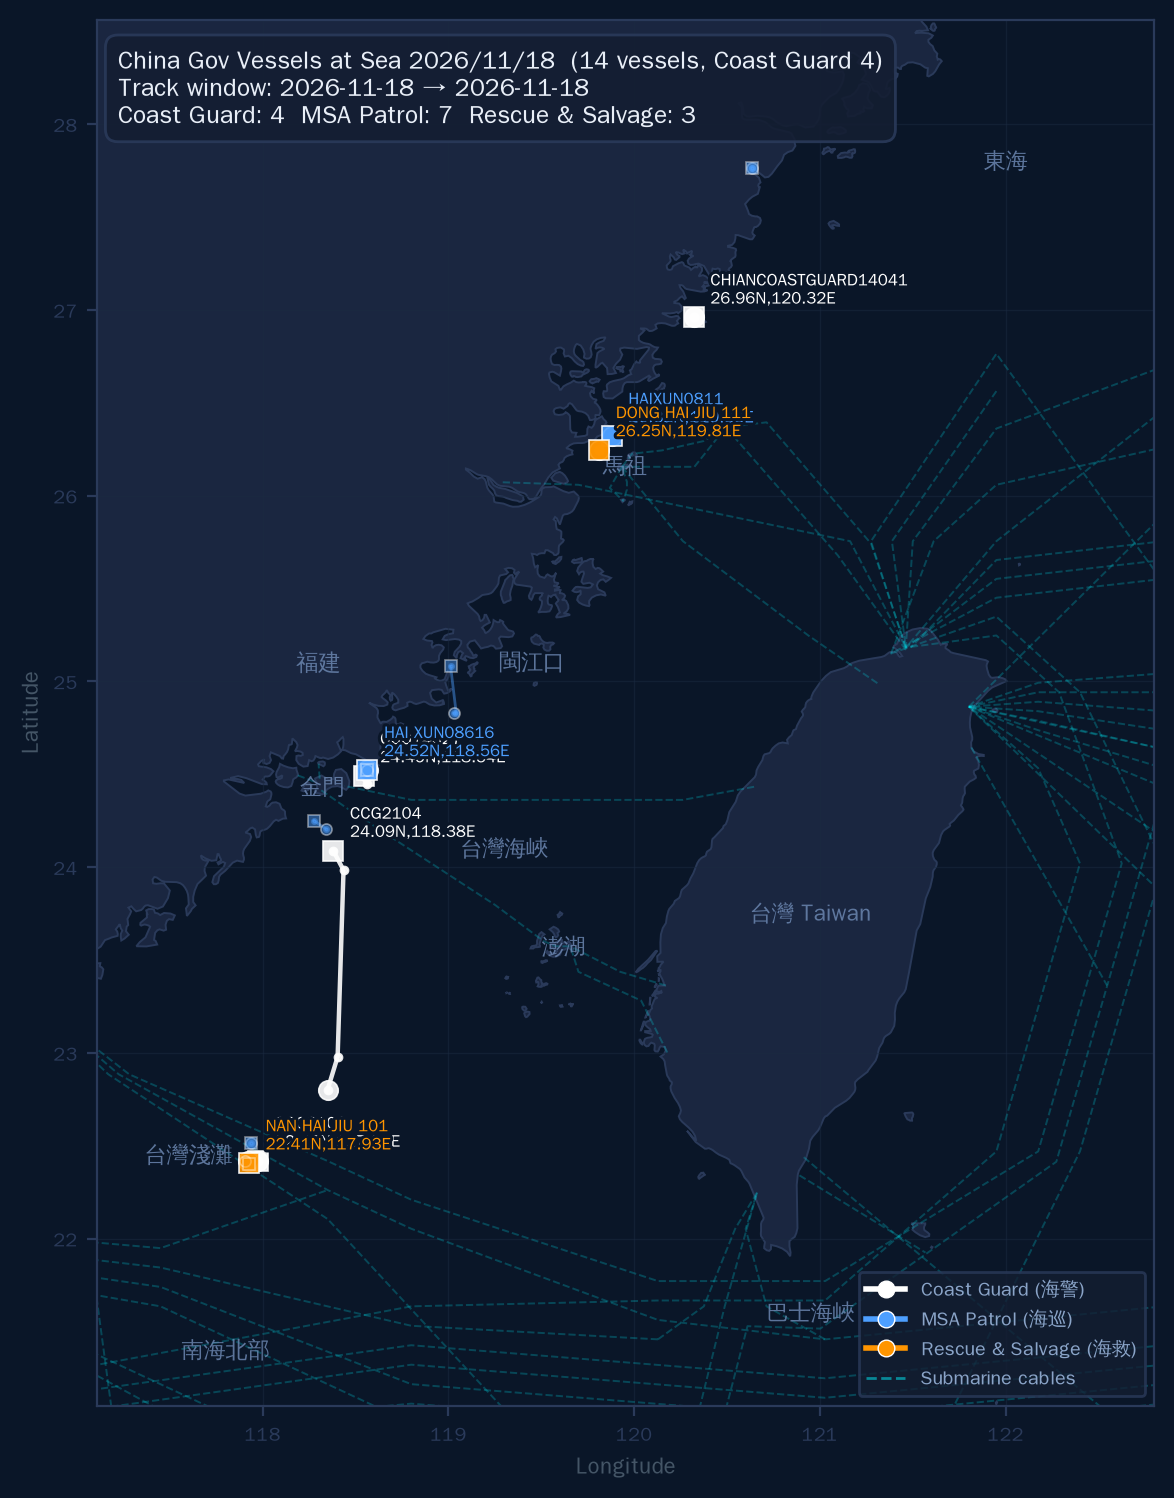 China Gov Vessels at Sea 2026/11/18  (14 vessels, Coast Guard 4)
Track window: 2026-11-18 → 2026-11-18
Coast Guard: 4  MSA Patrol: 7  Rescue & Salvage: 3
28
東海
CHIANCOASTGUARD14041
26.96N,120.32E
27
HAIXUN0811
DONG HAI JIU 111
26.25N,119.81E
馬祖
26
福建
閩江口
25
HAI XUN08616
24.52N,118.56E
金門
CCG2104
24.09N,118.38E
台灣海峽
24
台灣 Taiwan
澎湖
23
NAN HAI JIU 101
22.41N,117.93E
台灣淺灘
22
巴士海峽
南海北部
Coast Guard (海警)
MSA Patrol (海巡)
Rescue & Salvage (海救)
Submarine cables
118
119
120
121
122
Longitude
Latitude